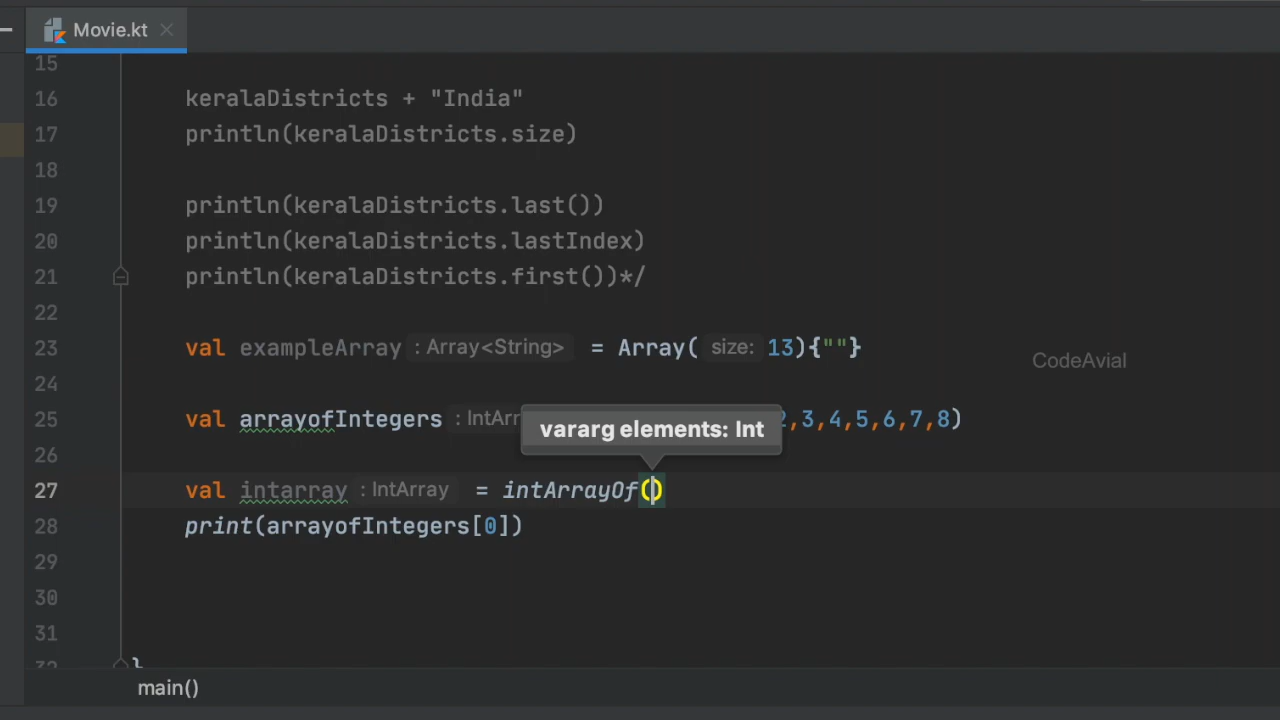 Movie.kt
15
16 keralaDistricts + "India"
17 println(keralaDistricts.size)
18
19 println(keralaDistricts.last())
20 println(keralaDistricts.lastIndex)
21 println(keralaDistricts.first())*/
22
23 val exampleArray : Array<String> = Array( size: 13){""}
CodeAvial
24
25 val arrayofIntegers : IntArr ,3,4,5,6,7,8)
vararg elements: Int
26
27 val intarray : IntArray = intArrayOf()
28 print(arrayofIntegers[0])
29
30
31
32 }
main()